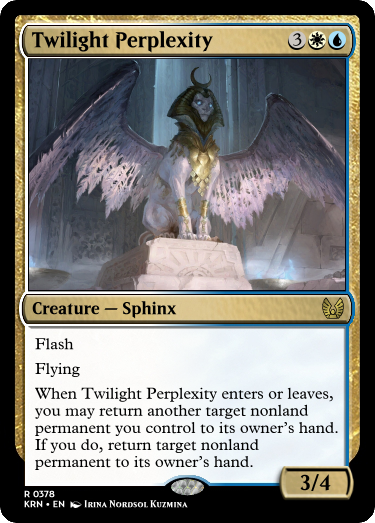 Twilight Perplexity 3
Creature — Sphinx
Flash
Flying
When Twilight Perplexity enters or leaves,
you may return another target nonland
permanent you control to its owner's hand.
If you do, return target nonland
permanent to its owner's hand.
3/4
R 0378
KRN • EN Irina Nordsol Kuzmina